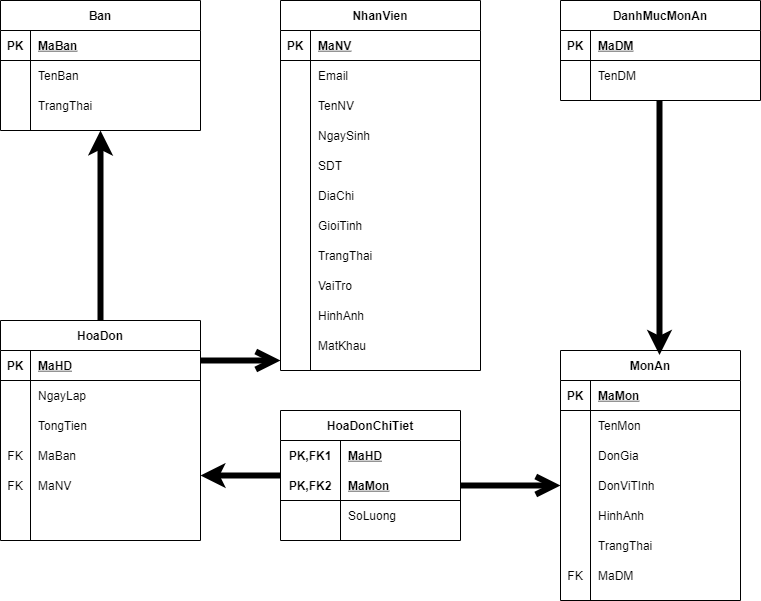 Ban
PK MaBan
TenBan
TrangThai
NhanVien
PK MaNV
Email
TenNV
NgaySinh
SDT
DiaChi
GioiTinh
TrangThai
VaiTro
HinhAnh
MatKhau
DanhMucMonAn
PK MaDM
TenDM
HoaDon
PK MaHD
NgayLap
TongTien
FK MaBan
FK MaNV
HoaDonChiTiet
PK,FK1 MaHD
PK,FK2 MaMon
SoLuong
MonAn
PK MaMon
TenMon
DonGia
DonViTInh
HinhAnh
TrangThai
FK MaDM